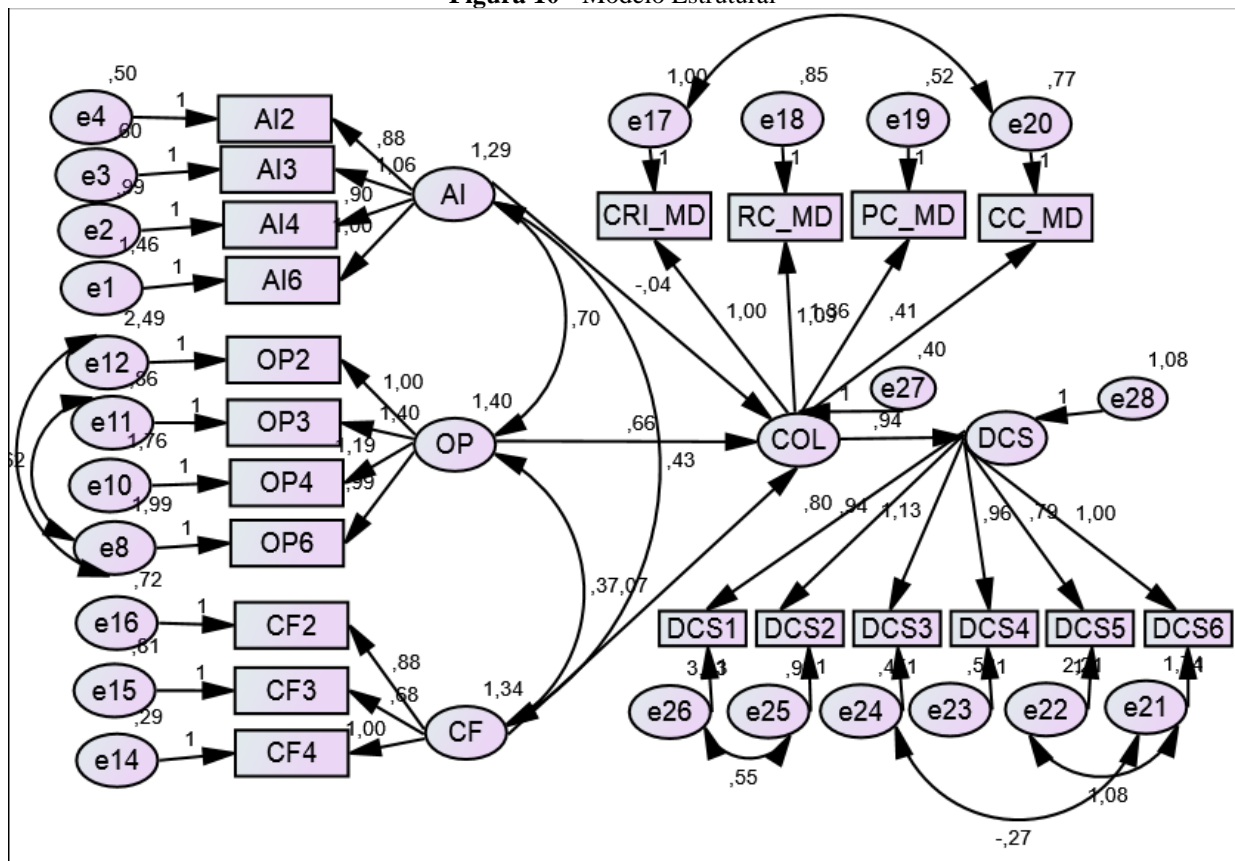 Figura 10 - Modelo Estrutural
,50
e4
1
AI2
,88
,60
e3
1
AI3
1,06
,99
e2
1
AI4
,90
1,46
e1
1
AI6
1,00
AI
1,29
2,49
e12
1
OP2
1,00
,86
e11
1
OP3
1,40
1,76
e10
1
OP4
1,19
1,99
e8
1
OP6
,99
OP
1,40
,72
e16
1
CF2
,88
,81
e15
1
CF3
,68
,29
e14
1
CF4
1,00
CF
1,34
,70
,37
,43
-,04
,66
,07
1,00
e17
1
CRI_MD
1,00
,85
e18
1
RC_MD
,52
e19
1
PC_MD
,77
e20
1
CC_MD
,41
COL
,40
e27
1
,94
DCS
1,08
e28
1
,80
,94
1,13
,96
,79
1,00
DCS1
DCS2
DCS3
DCS4
DCS5
DCS6
e26
e25
e24
e23
e22
e21
,55
1,08
-,27